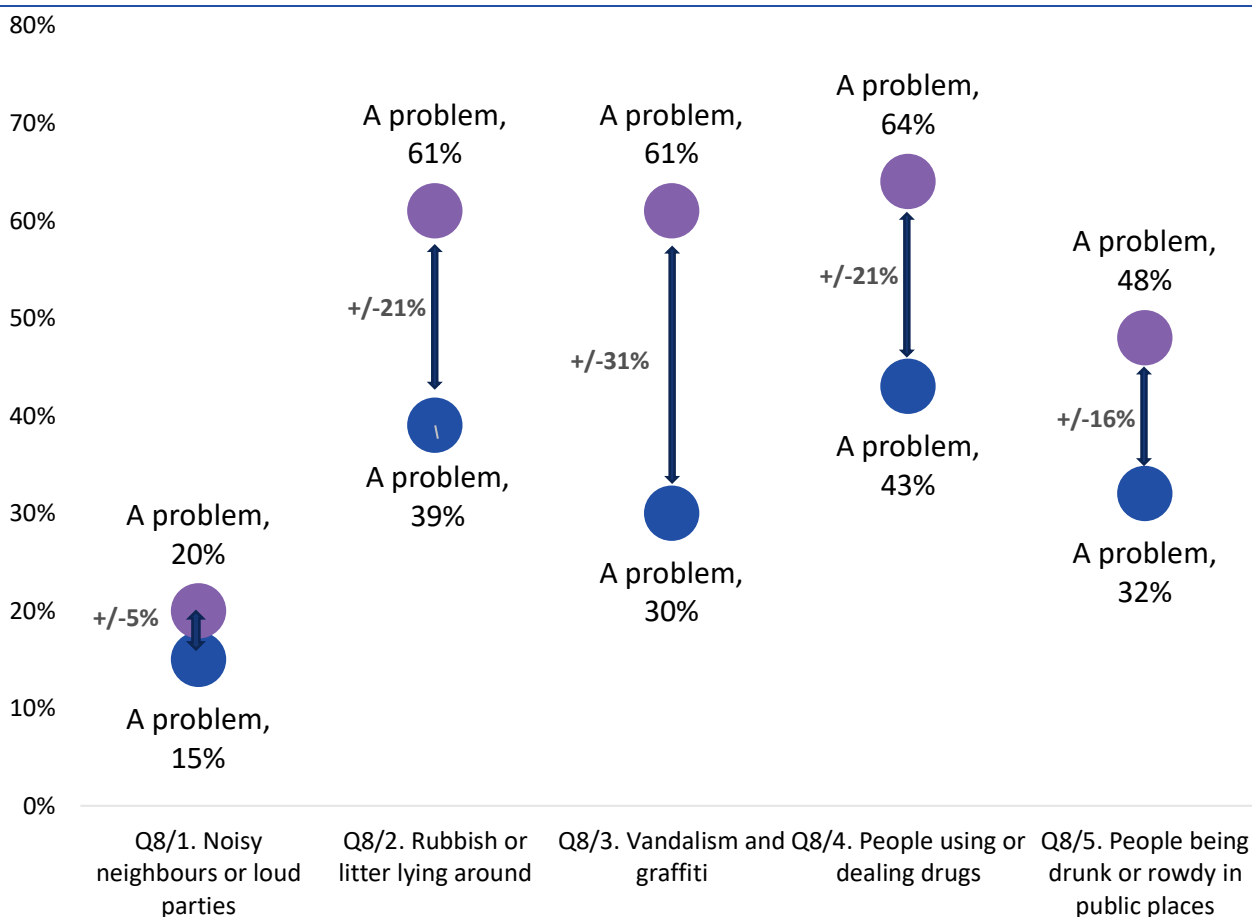 80%
70%
60%
50%
40%
30%
20%
10%
0%
A problem,
20%
+/-5%
A problem,
15%
A problem,
61%
+/-21%
A problem,
39%
A problem,
61%
+/-31%
A problem,
30%
A problem,
64%
+/-21%
A problem,
43%
A problem,
48%
+/-16%
A problem,
32%
Q8/1. Noisy
neighbours or loud
parties
Q8/2. Rubbish or
litter lying around
Q8/3. Vandalism and
graffiti
Q8/4. People using or
dealing drugs
Q8/5. People being
drunk or rowdy in
public places